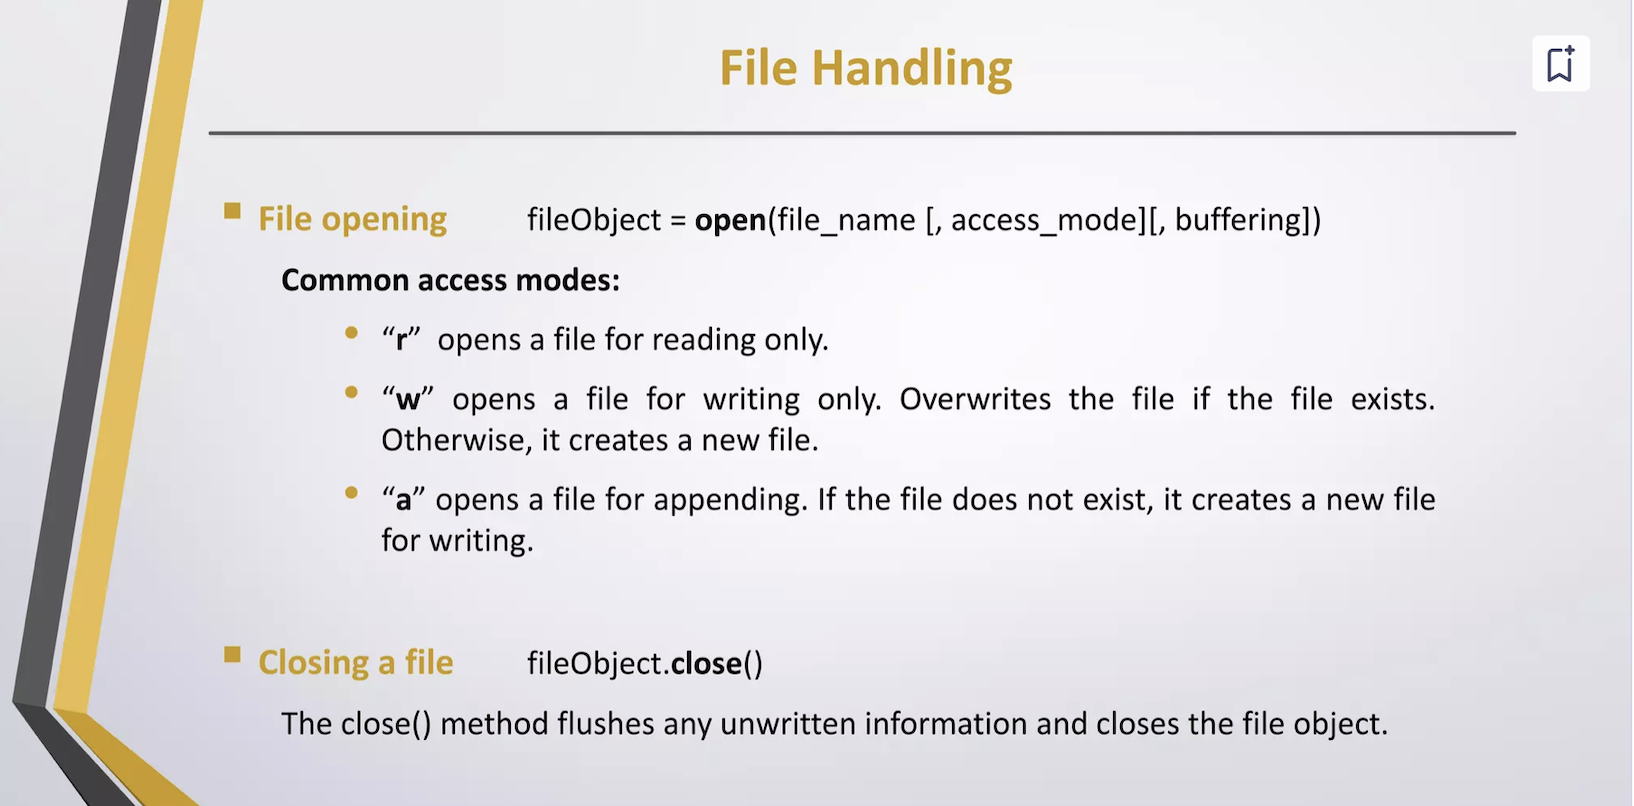 File Handling
File opening fileObject = open(file_name [, access_mode][, buffering])
Common access modes:
“r” opens a file for reading only.
“w” opens a file for writing only. Overwrites the file if the file exists.
Otherwise, it creates a new file.
“a” opens a file for appending. If the file does not exist, it creates a new file
for writing.
Closing a file fileObject.close()
The close() method flushes any unwritten information and closes the file object.